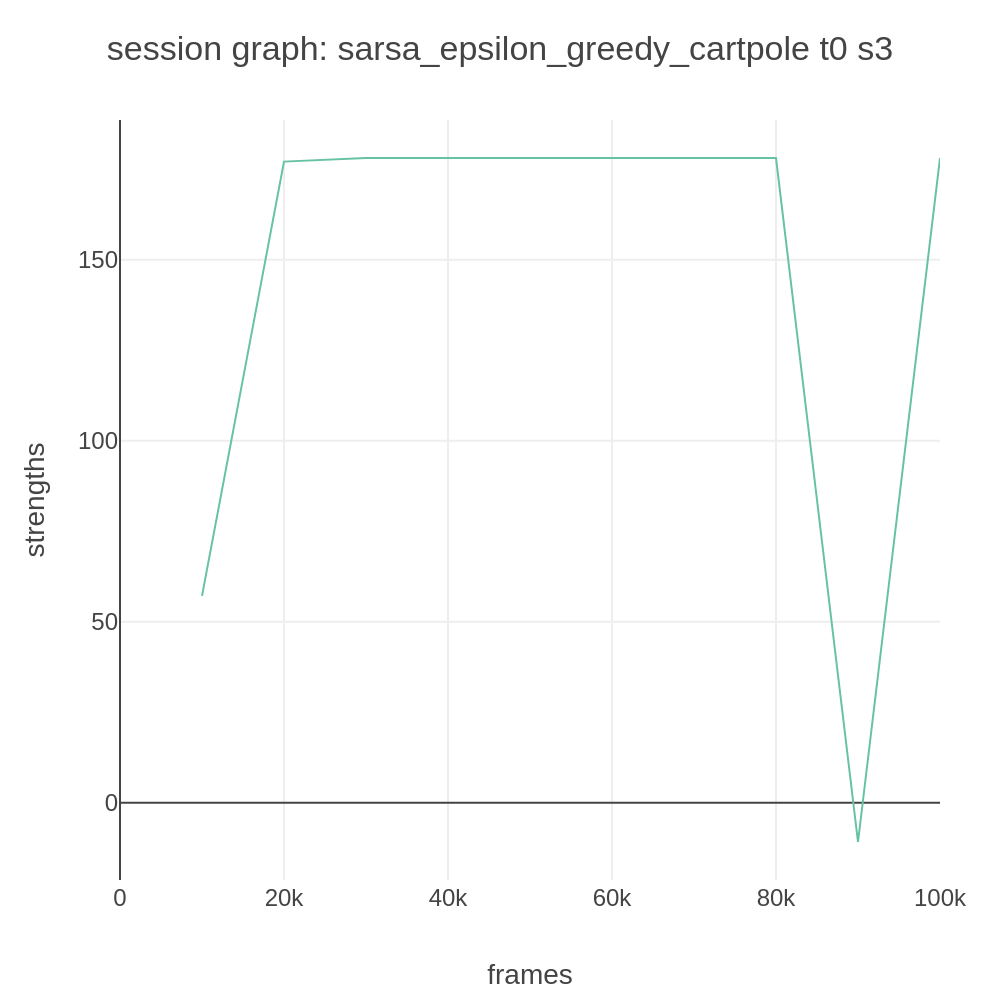 session graph: sarsa_epsilon_greedy_cartpole t0 s3
150
100
50
0
strengths
0
20k
40k
60k
80k
100k
frames